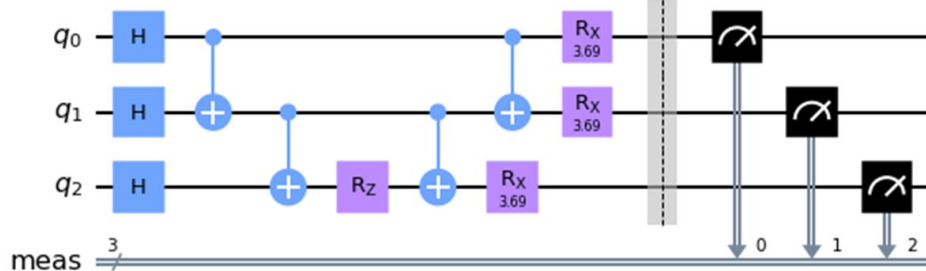 q0 H RX 3.69
q1 H RX 3.69
q2 H RZ RX 3.69
meas 3 0 1 2